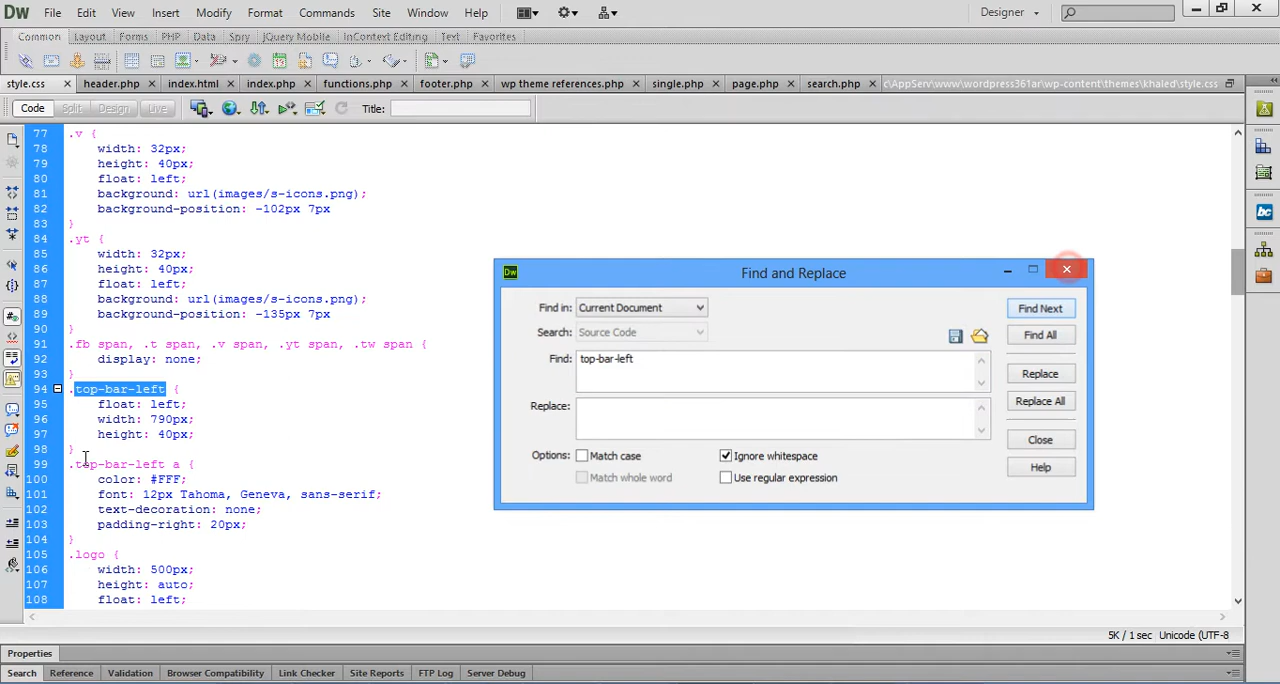 Dw File Edit View Insert Modify Format Commands Site Window Help Designer
Common Layout Forms PHP Data Spry jQuery Mobile InContext Editing Text Favorites
style.css header.php index.html index.php functions.php footer.php wp theme references.php single.php page.php search.php c\AppServ\www\wordpress361ar\wp-content\themes\khaled\style.css
Code Split Design Live Title:
77 .v {
78 width: 32px;
79 height: 40px;
80 float: left;
81 background: url(images/s-icons.png);
82 background-position: -102px 7px
83 }
84 .yt {
85 width: 32px;
86 height: 40px;
87 float: left;
88 background: url(images/s-icons.png);
89 background-position: -135px 7px
90 }
91 .fb span, .t span, .v span, .yt span, .tw span {
92 display: none;
93 }
94 .top-bar-left {
95 float: left;
96 width: 790px;
97 height: 40px;
98 }
99 .top-bar-left a {
100 color: #FFF;
101 font: 12px Tahoma, Geneva, sans-serif;
102 text-decoration: none;
103 padding-right: 20px;
104 }
105 .logo {
106 width: 500px;
107 height: auto;
108 float: left;
Dw Find and Replace
Find in: Current Document Find Next
Search: Source Code Find All
Find: top-bar-left
Replace
Replace: Replace All
Close
Options: Match case Ignore whitespace
Help
Match whole word Use regular expression
5K / 1 sec Unicode (UTF-8
Properties
Search Reference Validation Browser Compatibility Link Checker Site Reports FTP Log Server Debug